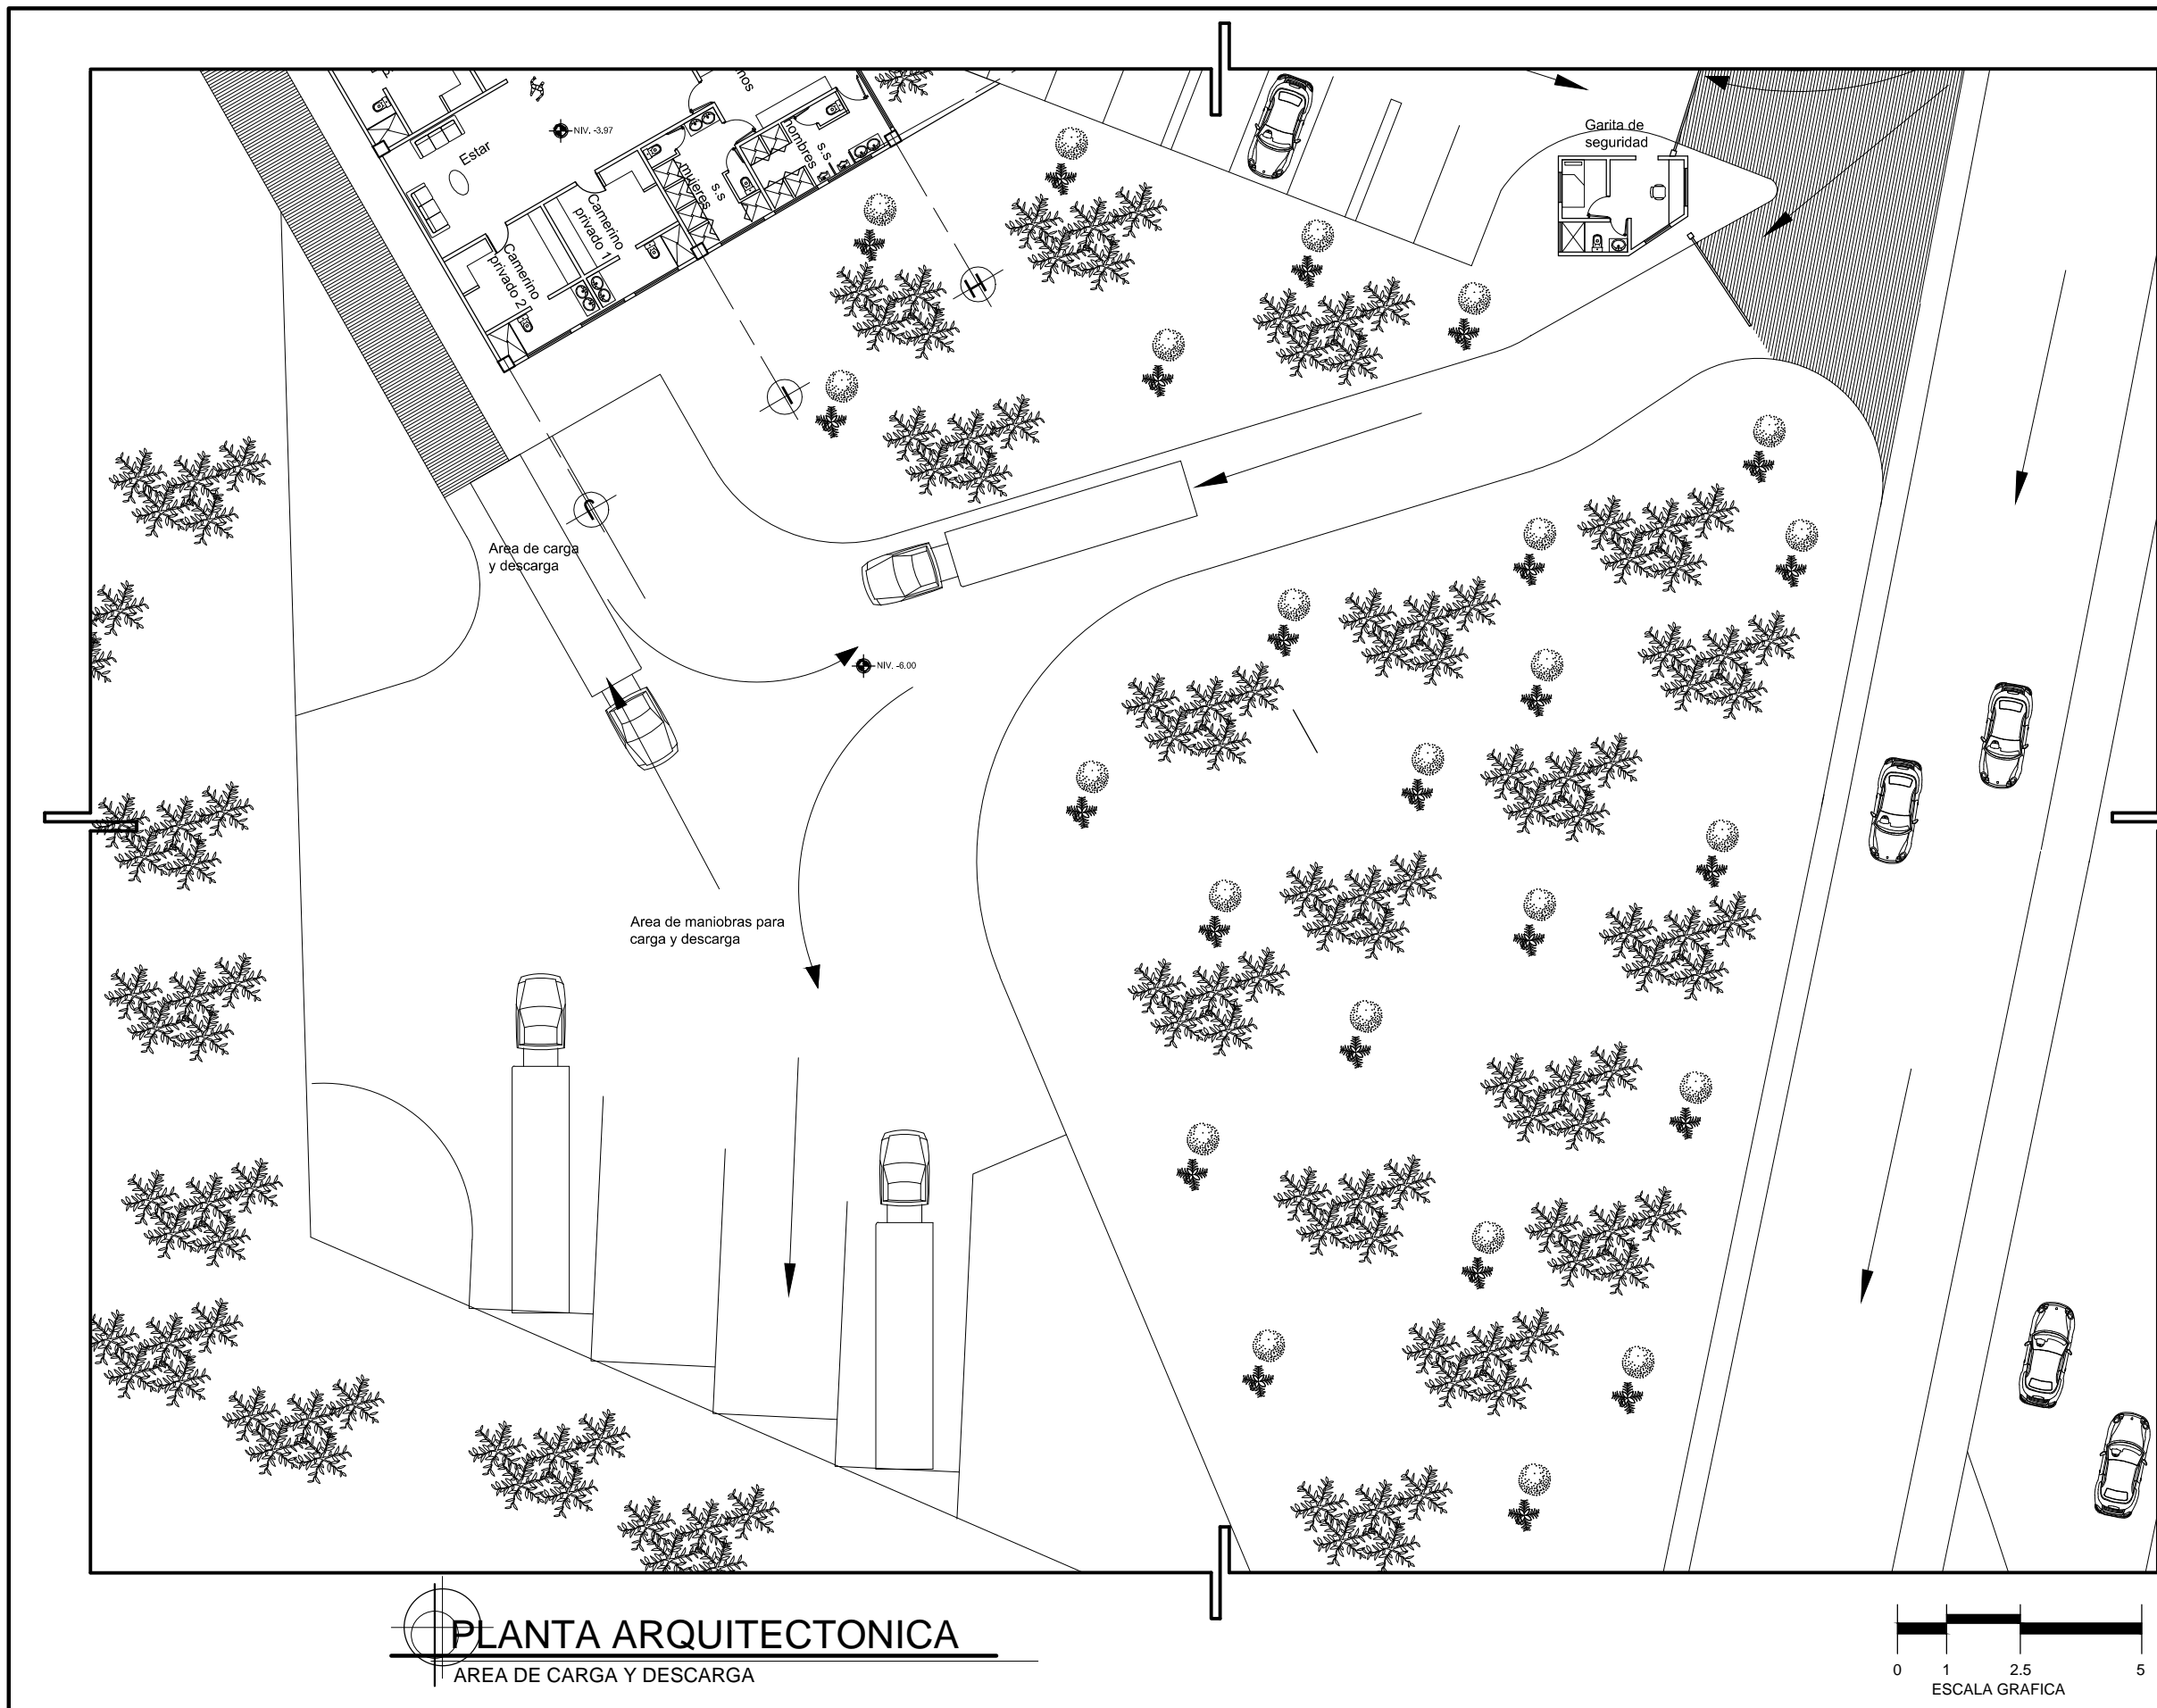 NIV. -3.97
Estar
hombres
s.s
mujeres
s.s
Camerino
privado 1
Camerino
privado 2
H
I
Garita de
seguridad
Area de carga
y descarga
NIV. -6.00
Area de maniobras para
carga y descarga
PLANTA ARQUITECTONICA
AREA DE CARGA Y DESCARGA
0 1 2.5 5
ESCALA GRAFICA